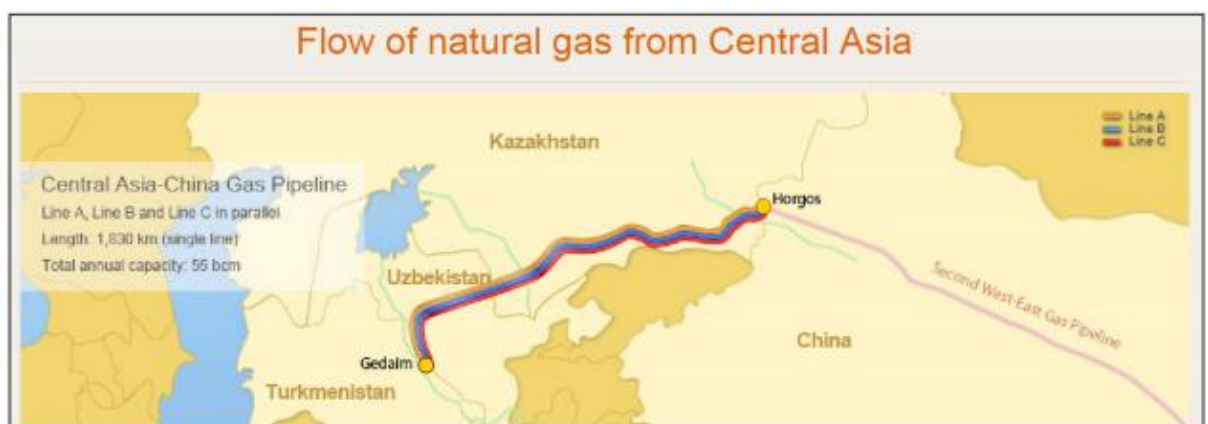 Flow of natural gas from Central Asia
Line A
Line B
Line C
Kazakhstan
Central Asia-China Gas Pipeline
Line A, Line B and Line C in parallel
Length: 1,830 km (single line)
Total annual capacity: 55 bcm
Horgos
Uzbekistan
Second West-East Gas Pipeline
China
Gedaim
Turkmenistan